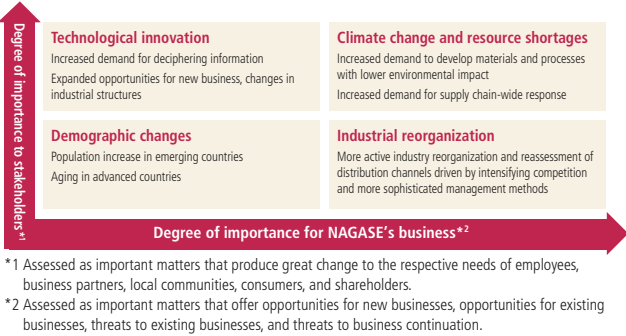 Degree of importance to stakeholders*1
Technological innovation
Increased demand for deciphering information
Expanded opportunities for new business, changes in
industrial structures
Climate change and resource shortages
Increased demand to develop materials and processes
with lower environmental impact
Increased demand for supply chain-wide response
Demographic changes
Population increase in emerging countries
Aging in advanced countries
Industrial reorganization
More active industry reorganization and reassessment of
distribution channels driven by intensifying competition
and more sophisticated management methods
Degree of importance for NAGASE's business*2
*1 Assessed as important matters that produce great change to the respective needs of employees,
business partners, local communities, consumers, and shareholders.
*2 Assessed as important matters that offer opportunities for new businesses, opportunities for existing
businesses, threats to existing businesses, and threats to business continuation.